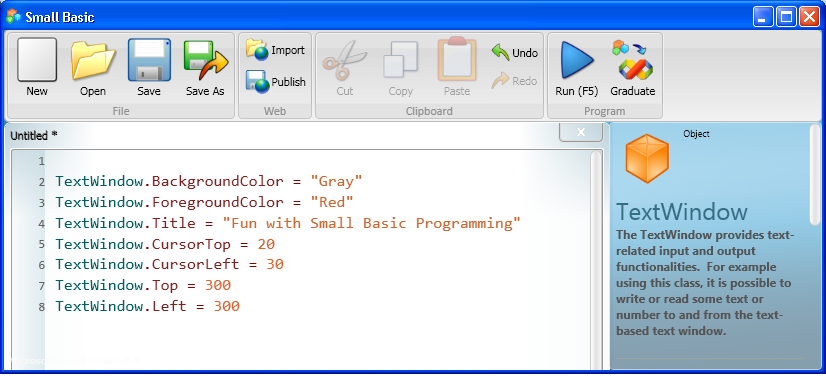 Small Basic
New
Open
Save
Save As
File
Import
Publish
Web
Cut
Copy
Paste
Undo
Redo
Clipboard
Run (F5)
Graduate
Program
Untitled *
x
1
2 TextWindow.BackgroundColor = "Gray"
3 TextWindow.ForegroundColor = "Red"
4 TextWindow.Title = "Fun with Small Basic Programming"
5 TextWindow.CursorTop = 20
6 TextWindow.CursorLeft = 30
7 TextWindow.Top = 300
8 TextWindow.Left = 300
Object
TextWindow
The TextWindow provides text-
related input and output
functionalities.  For example
using this class, it is possible to
write or read some text or
number to and from the text-
based text window.